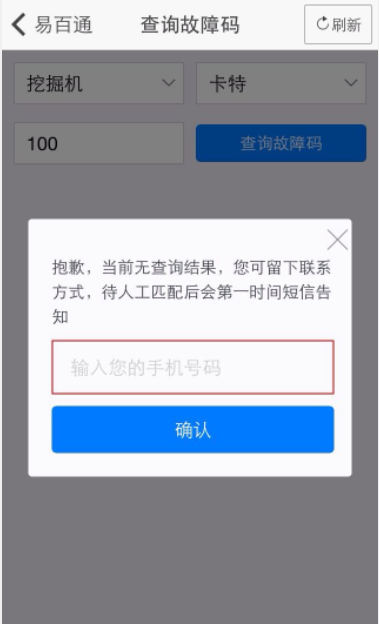 易百通 查询故障码 刷新
挖掘机 卡特
100 查询故障码
抱歉，当前无查询结果，您可留下联系
方式，待人工匹配后会第一时间短信告
知
输入您的手机号码
确认